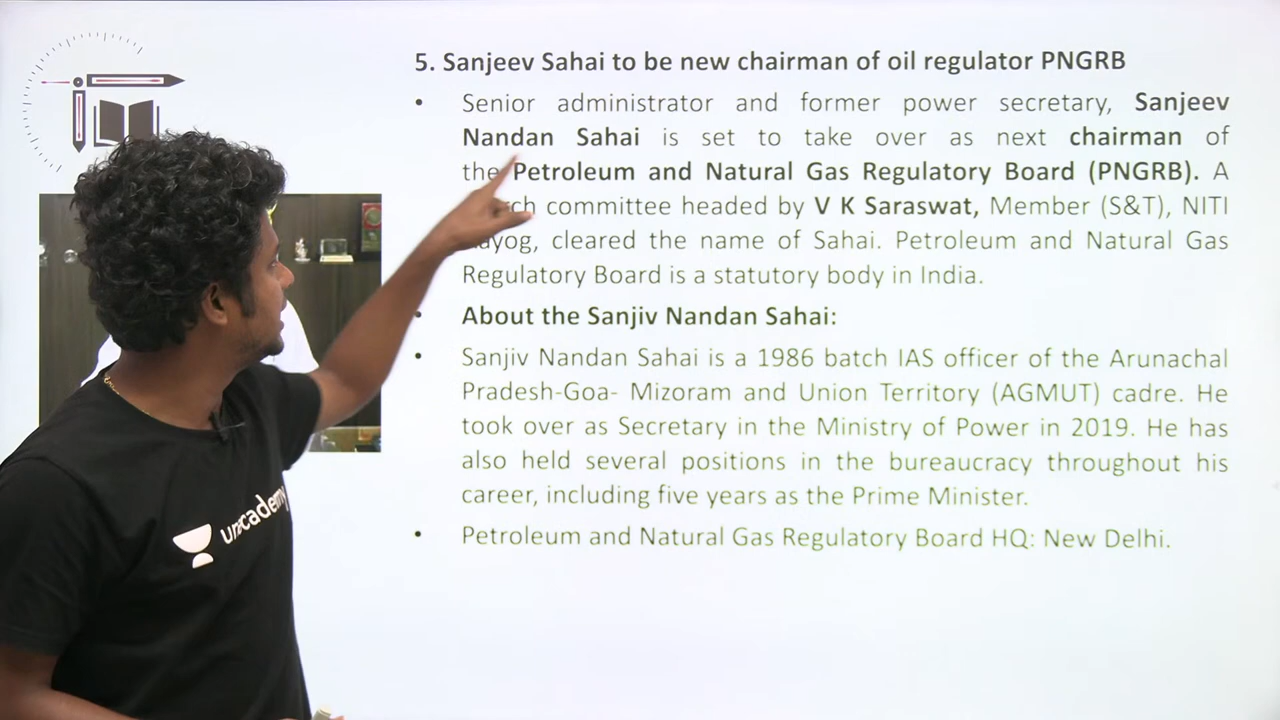 5. Sanjeev Sahai to be new chairman of oil regulator PNGRB
• Senior administrator and former power secretary, Sanjeev
Nandan Sahai is set to take over as next chairman of
the Petroleum and Natural Gas Regulatory Board (PNGRB). A
committee headed by V K Saraswat, Member (S&T), NITI
cleared the name of Sahai. Petroleum and Natural Gas
Regulatory Board is a statutory body in India.
• About the Sanjiv Nandan Sahai:
• Sanjiv Nandan Sahai is a 1986 batch IAS officer of the Arunachal
Pradesh-Goa- Mizoram and Union Territory (AGMUT) cadre. He
took over as Secretary in the Ministry of Power in 2019. He has
also held several positions in the bureaucracy throughout his
career, including five years as the Prime Minister.
• Petroleum and Natural Gas Regulatory Board HQ: New Delhi.
unacademy